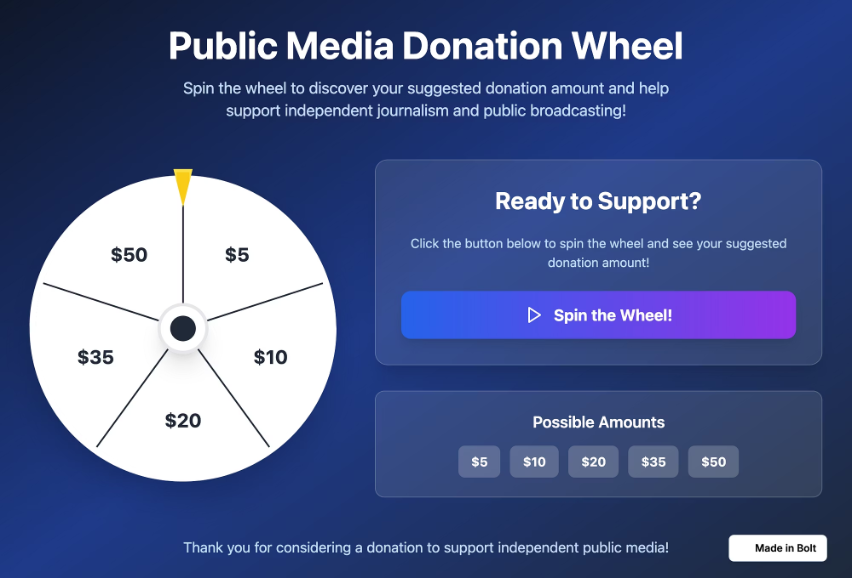 Public Media Donation Wheel
Spin the wheel to discover your suggested donation amount and help
support independent journalism and public broadcasting!
$50
$5
$35
$10
$20
Ready to Support?
Click the button below to spin the wheel and see your suggested
donation amount!
Spin the Wheel!
Possible Amounts
$5 $10 $20 $35 $50
Thank you for considering a donation to support independent public media!
Made in Bolt